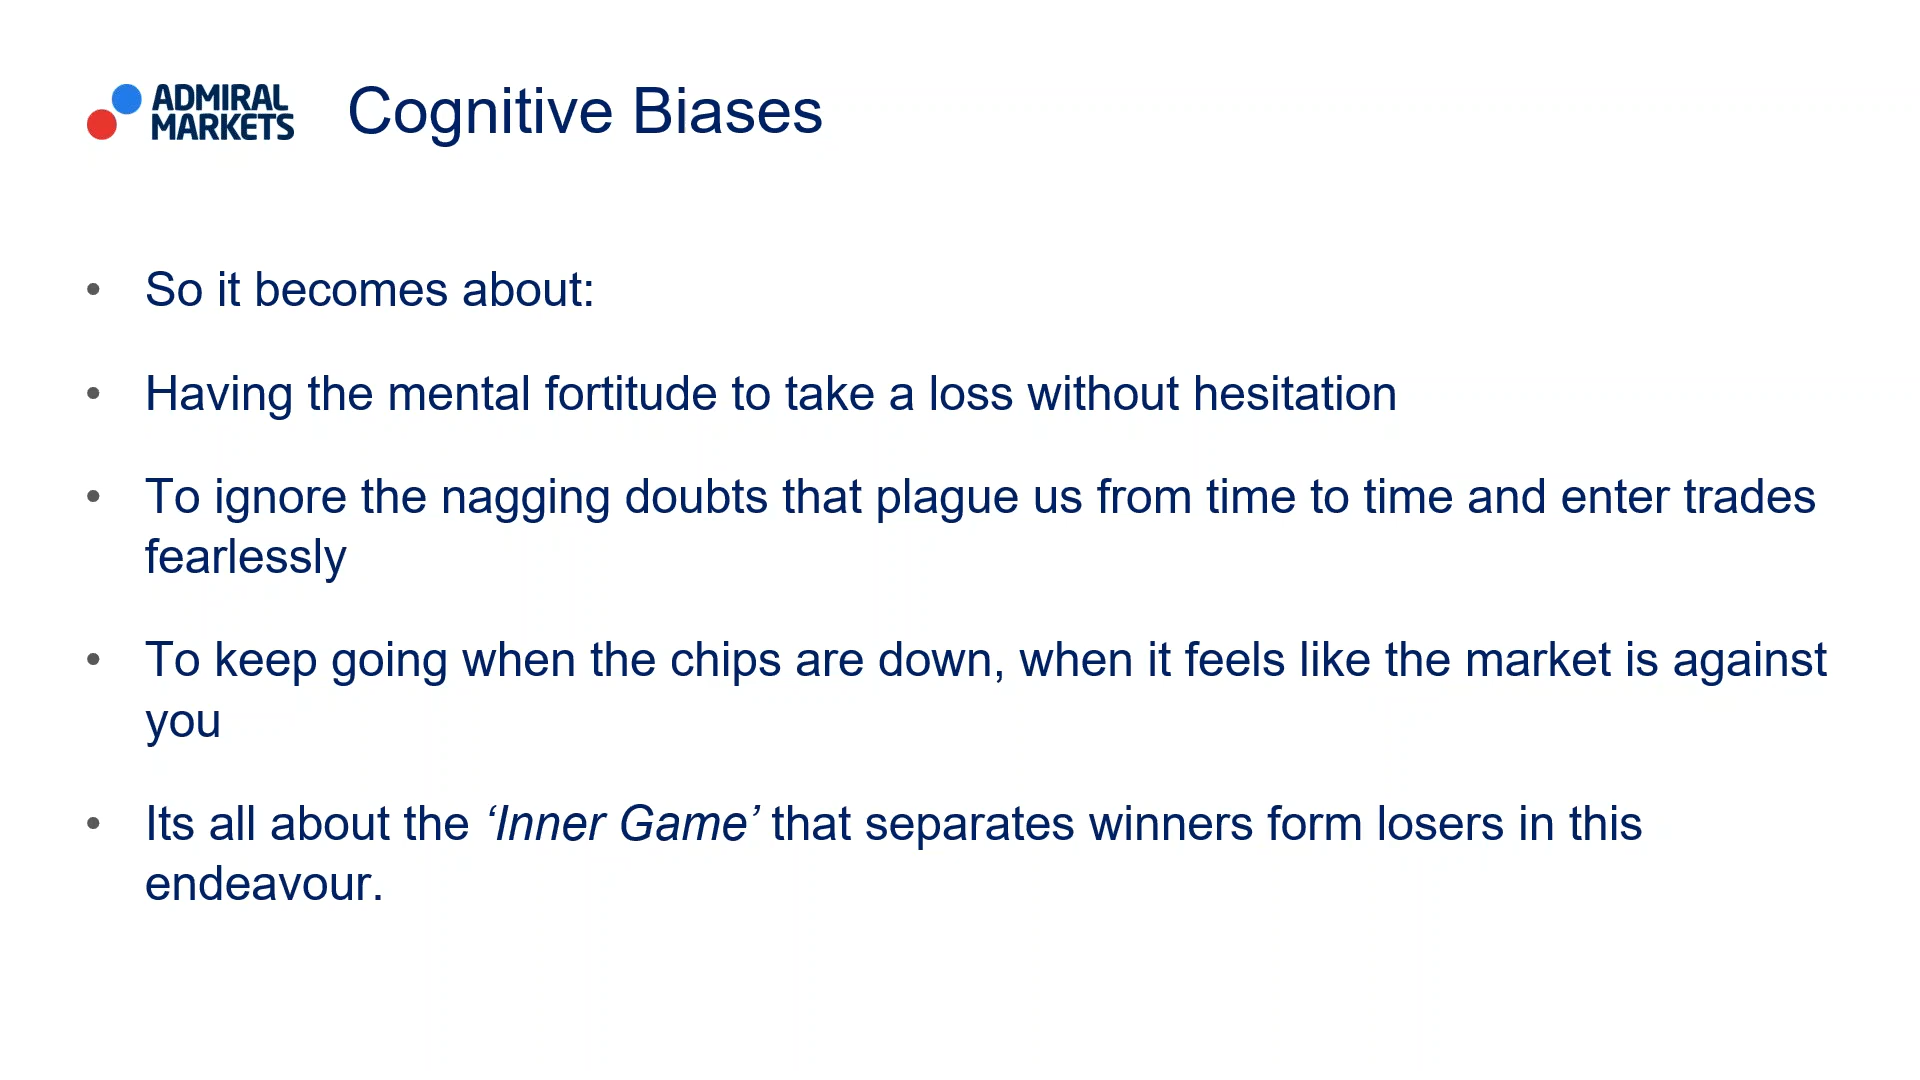 ADMIRAL
MARKETS
Cognitive Biases
• So it becomes about:
• Having the mental fortitude to take a loss without hesitation
• To ignore the nagging doubts that plague us from time to time and enter trades
fearlessly
• To keep going when the chips are down, when it feels like the market is against
you
• Its all about the ‘Inner Game’ that separates winners form losers in this
endeavour.